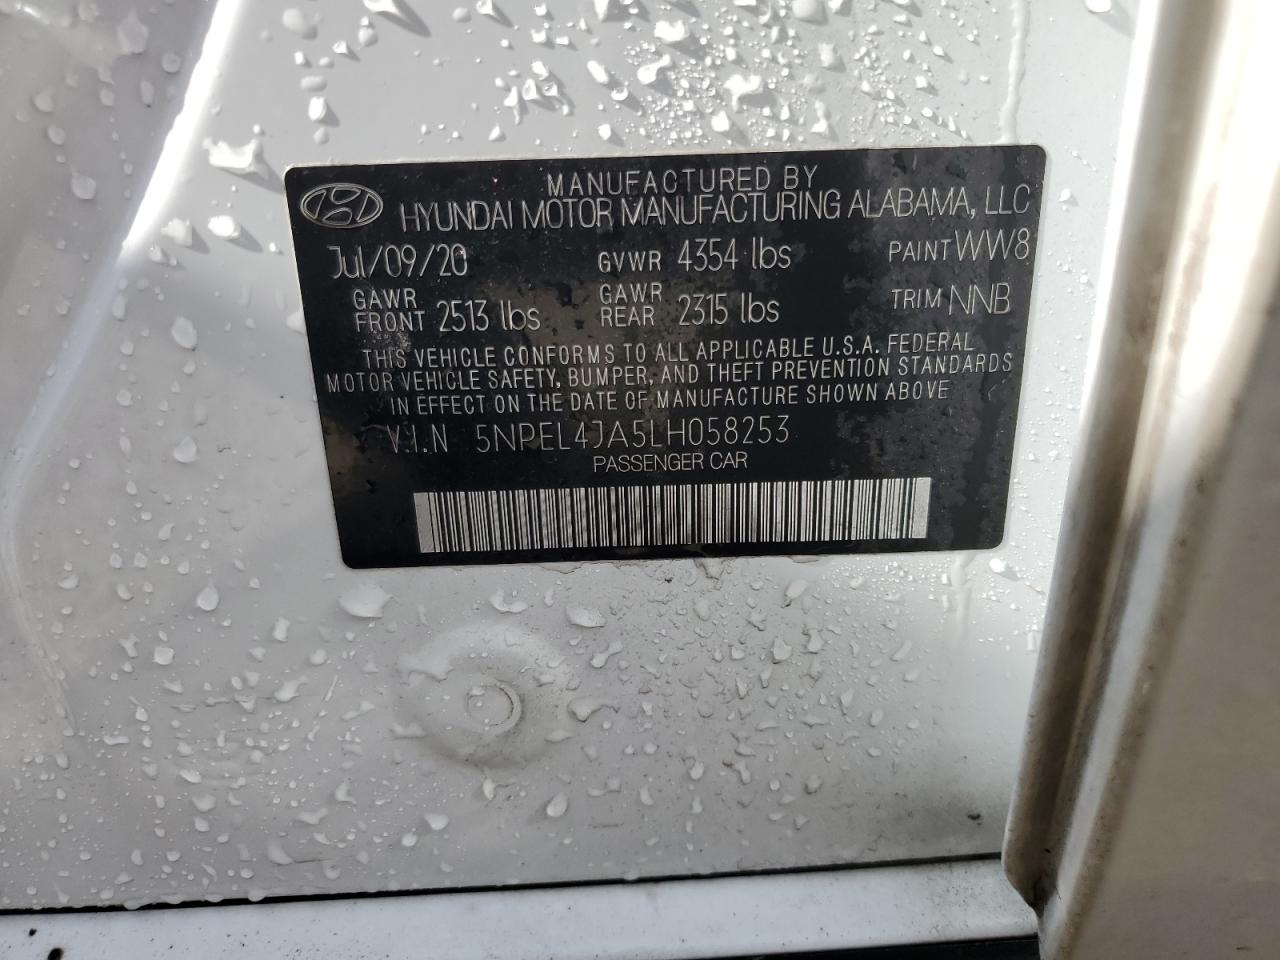 MANUFACTURED BY
HYUNDAI MOTOR MANUFACTURING ALABAMA, LLC
Jul/09/20 GVWR 4354 lbs PAINT WW8
GAWR FRONT 2513 lbs GAWR REAR 2315 lbs TRIM NNB
THIS VEHICLE CONFORMS TO ALL APPLICABLE U.S.A. FEDERAL
MOTOR VEHICLE SAFETY, BUMPER, AND THEFT PREVENTION STANDARDS
IN EFFECT ON THE DATE OF MANUFACTURE SHOWN ABOVE
V.I.N 5NPEL4JA5LH058253
PASSENGER CAR